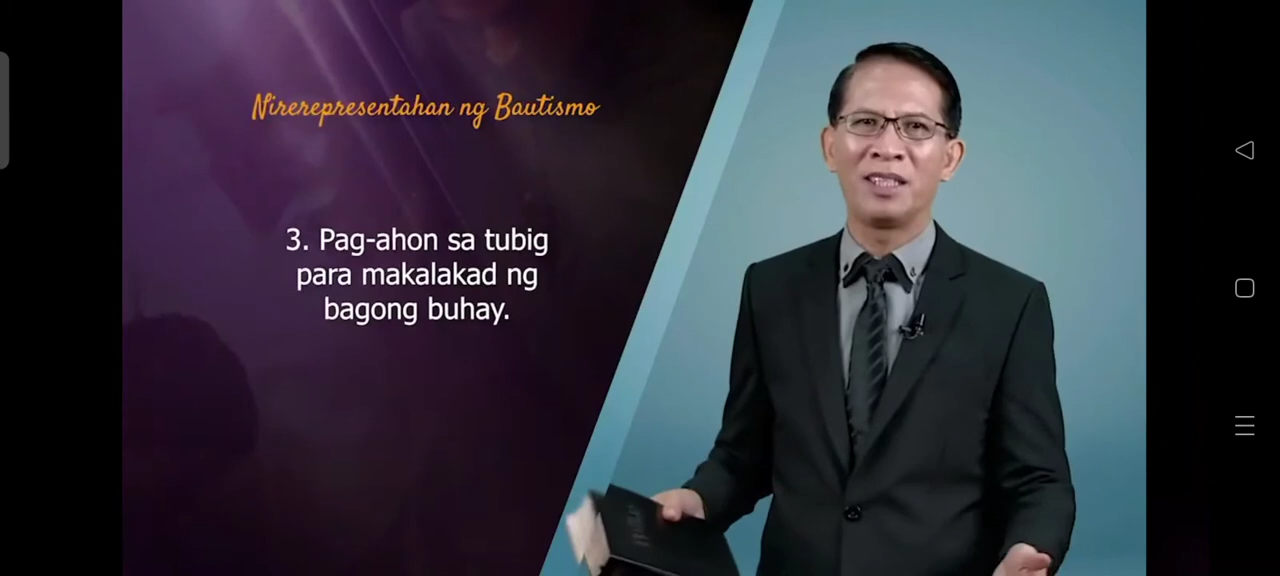 Nirerepresentahan ng Bautismo
3. Pag-ahon sa tubig
para makalakad ng
bagong buhay.